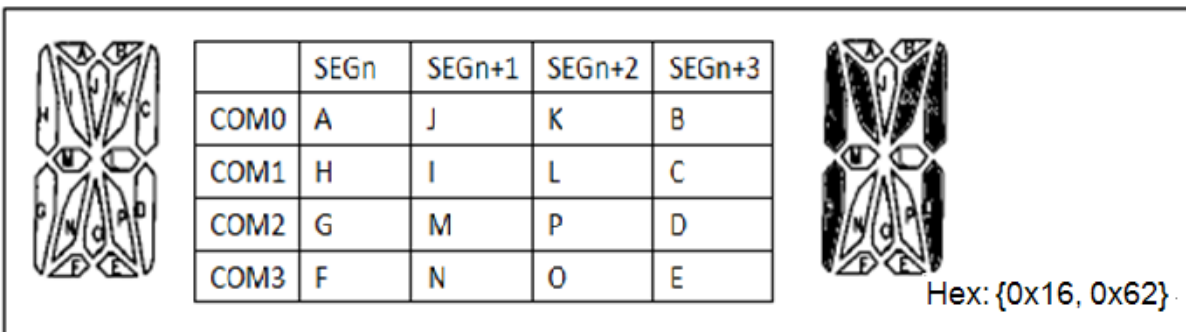 A B
H I J K C
M L
G N O P D
F E
SEGn SEGn+1 SEGn+2 SEGn+3
COM0 A J K B
COM1 H I L C
COM2 G M P D
COM3 F N O E
A B
J
M L
N O P
F E
Hex: {0x16, 0x62}